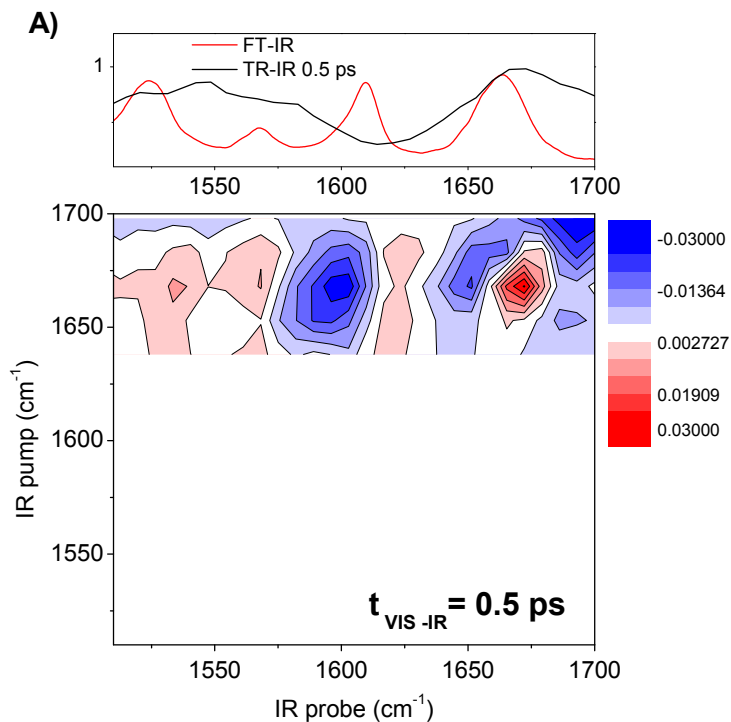 A)
FT-IR
TR-IR 0.5 ps
1
1550 1600 1650 1700
1700
1650
1600
1550
IR pump (cm⁻¹)
-0.03000
-0.01364
0.002727
0.01909
0.03000
t VIS -IR = 0.5 ps
1550 1600 1650 1700
IR probe (cm⁻¹)